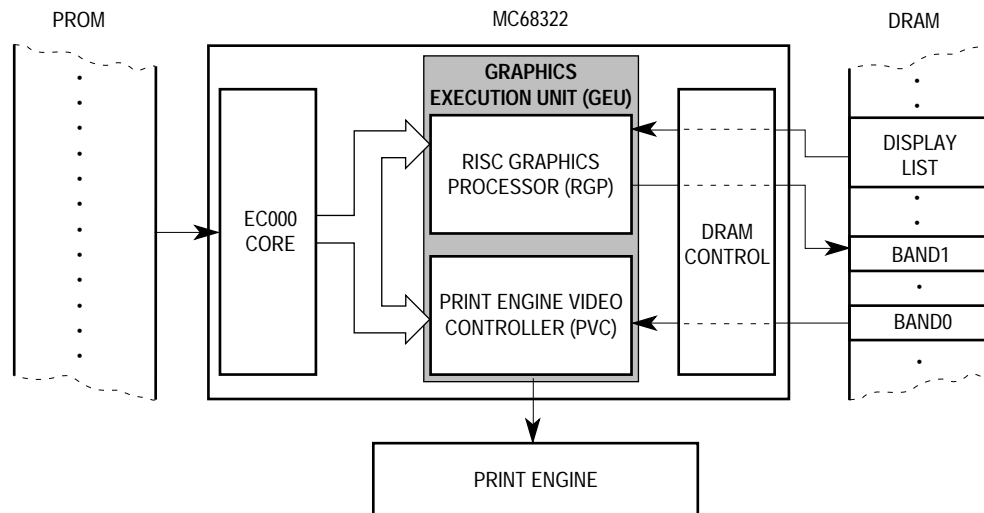 PROM
MC68322
DRAM
GRAPHICS
EXECUTION UNIT (GEU)
RISC GRAPHICS
PROCESSOR (RGP)
EC000
CORE
PRINT ENGINE VIDEO
CONTROLLER (PVC)
DRAM
CONTROL
DISPLAY
LIST
BAND1
BAND0
PRINT ENGINE